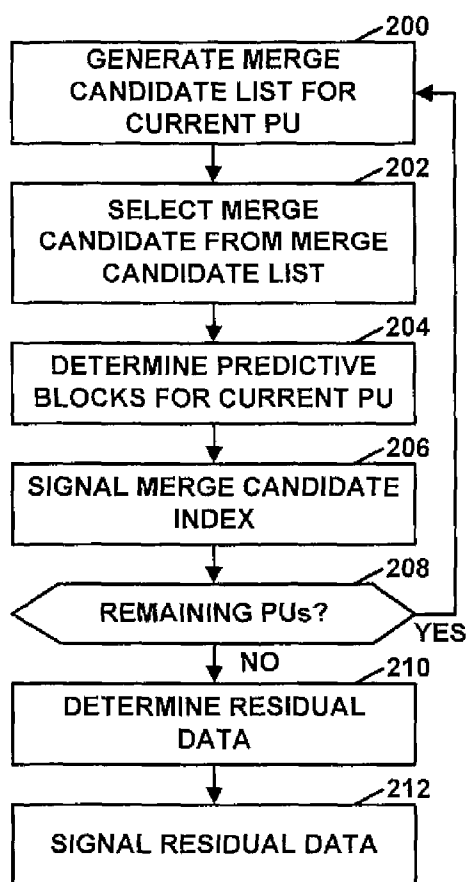 200
GENERATE MERGE
CANDIDATE LIST FOR
CURRENT PU
202
SELECT MERGE
CANDIDATE FROM MERGE
CANDIDATE LIST
204
DETERMINE PREDICTIVE
BLOCKS FOR CURRENT PU
206
SIGNAL MERGE CANDIDATE
INDEX
208
REMAINING PUs?
YES
NO
210
DETERMINE RESIDUAL
DATA
212
SIGNAL RESIDUAL DATA